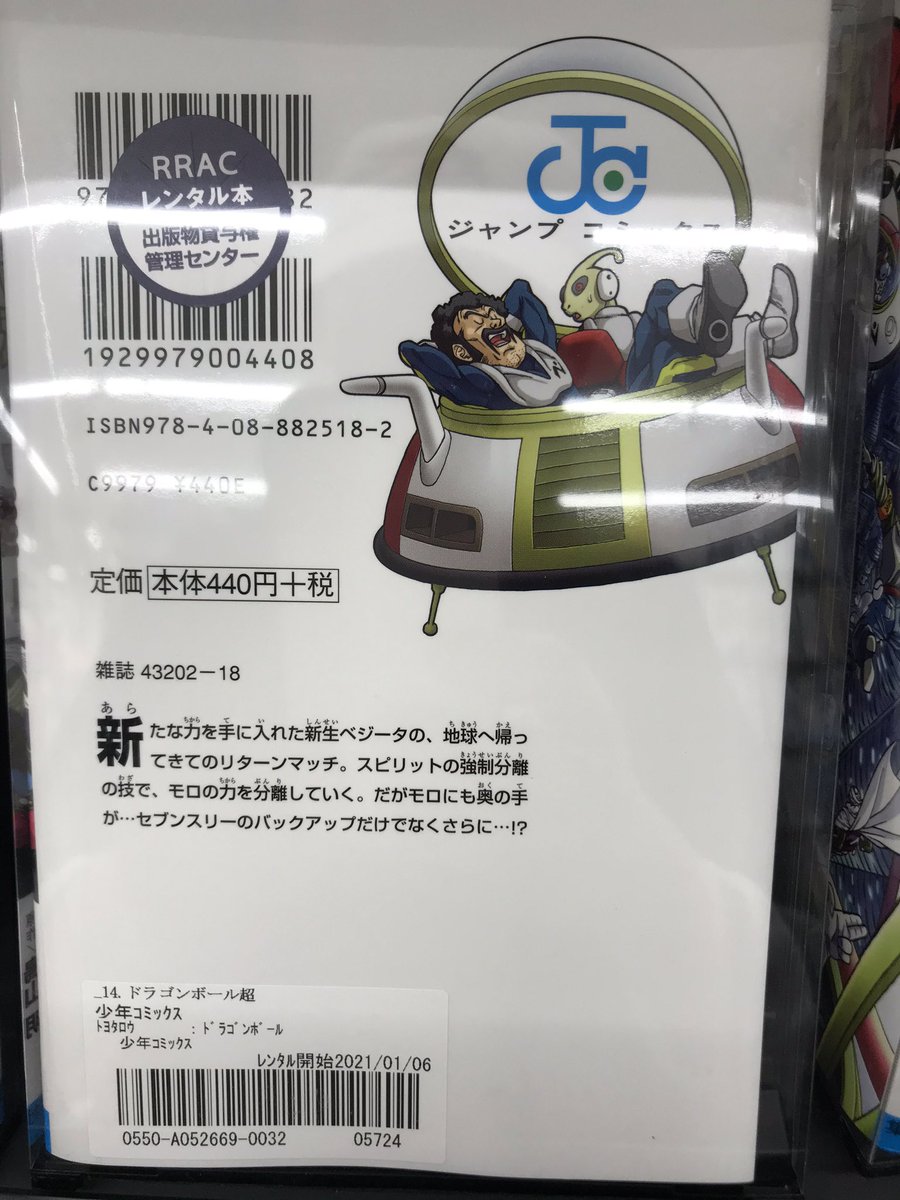 RRAC
レンタル本
出版物貸与権
管理センター
1929979004408
JC
ジャンプ コミックス
ISBN978-4-08-882518-2
C9979 ¥440E
定価 本体440円+税
雑誌 43202-18
新たな力を手に入れた新生ベジータの、地球へ帰っ
てきてのリターンマッチ。スピリットの強制分離
の技で、モロの力を分離していく。だがモロにも奥の手
が…セブンスリーのバックアップだけでなくさらに…!?
_14. ドラゴンボール超
少年コミックス
トヨタロウ : ドラゴンボール
少年コミックス
レンタル開始2021/01/06
0550-A052669-0032 05724